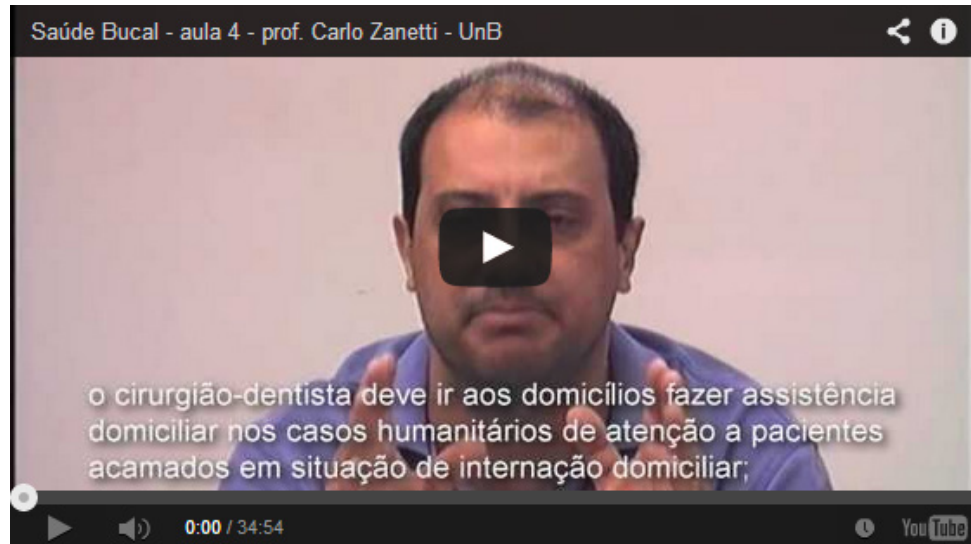 Saúde Bucal - aula 4 - prof. Carlo Zanetti - UnB
o cirurgião-dentista deve ir aos domicílios fazer assistência
domiciliar nos casos humanitários de atenção a pacientes
acamados em situação de internação domiciliar;
0:00 / 34:54
YouTube